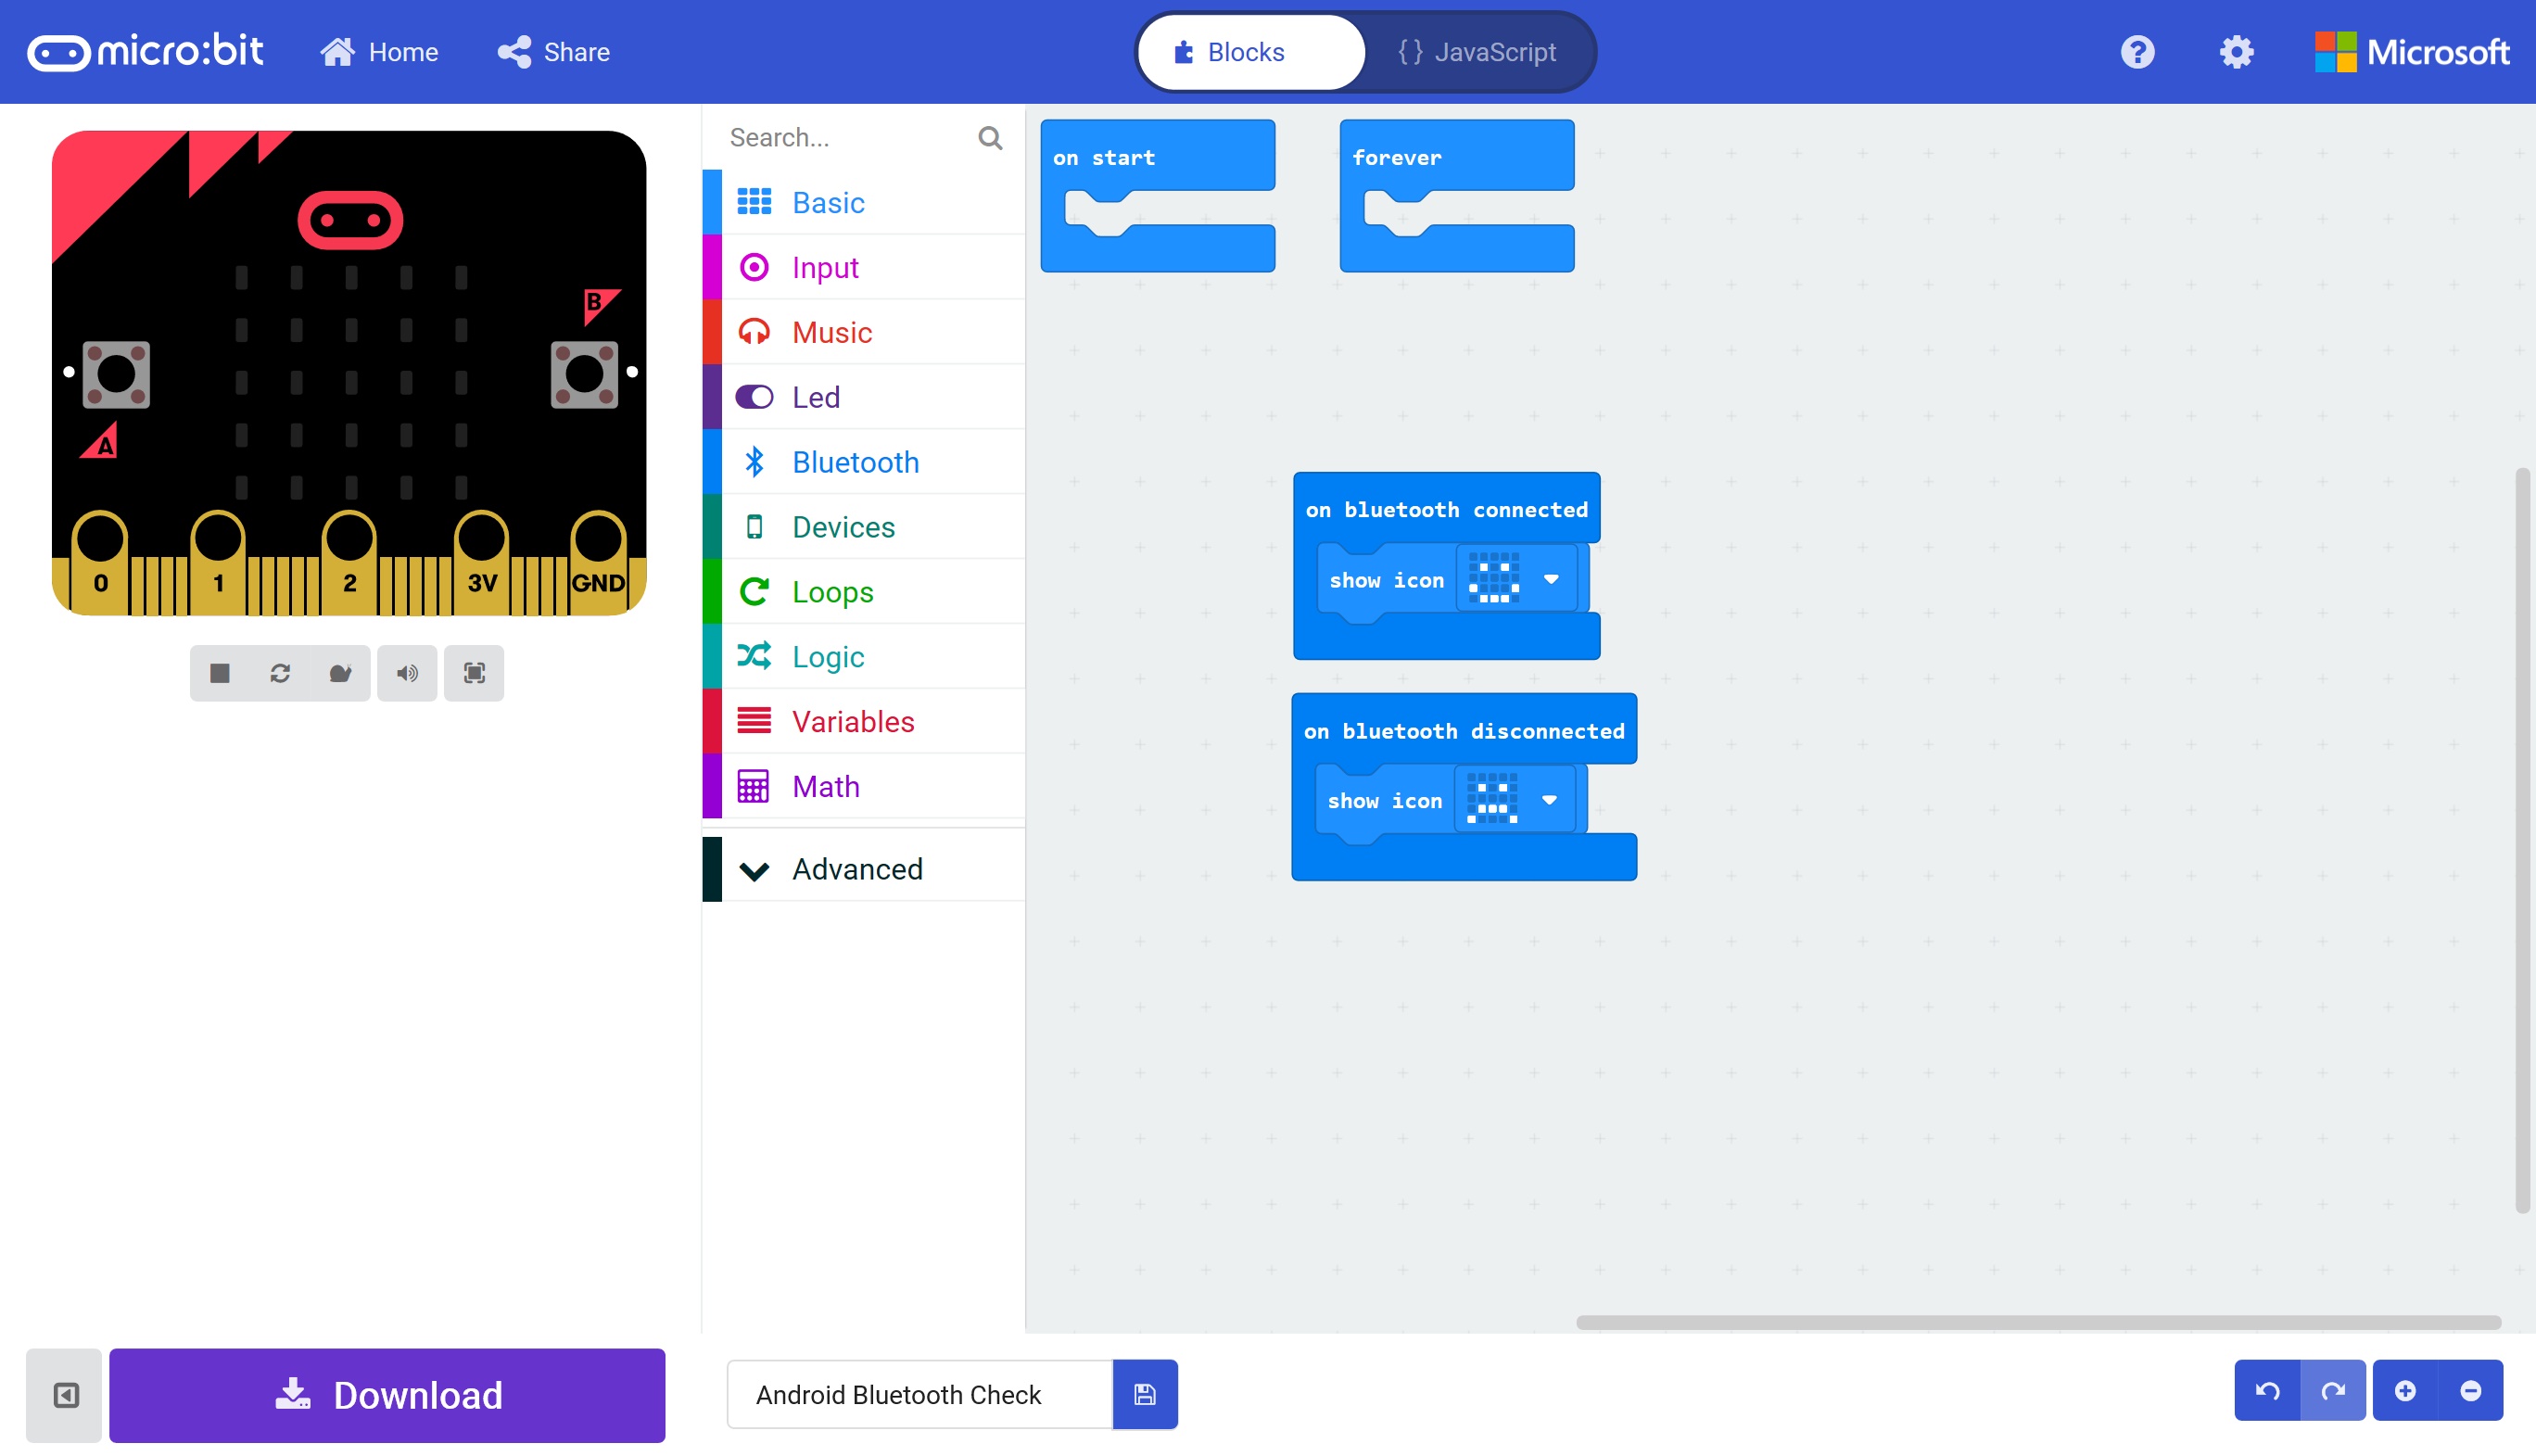 micro:bit Home Share Blocks {} JavaScript Microsoft
Search...
Basic
Input
Music
Led
Bluetooth
Devices
Loops
Logic
Variables
Math
Advanced
B
A
0 1 2 3V GND
on start
forever
on bluetooth connected
show icon
on bluetooth disconnected
show icon
Download
Android Bluetooth Check